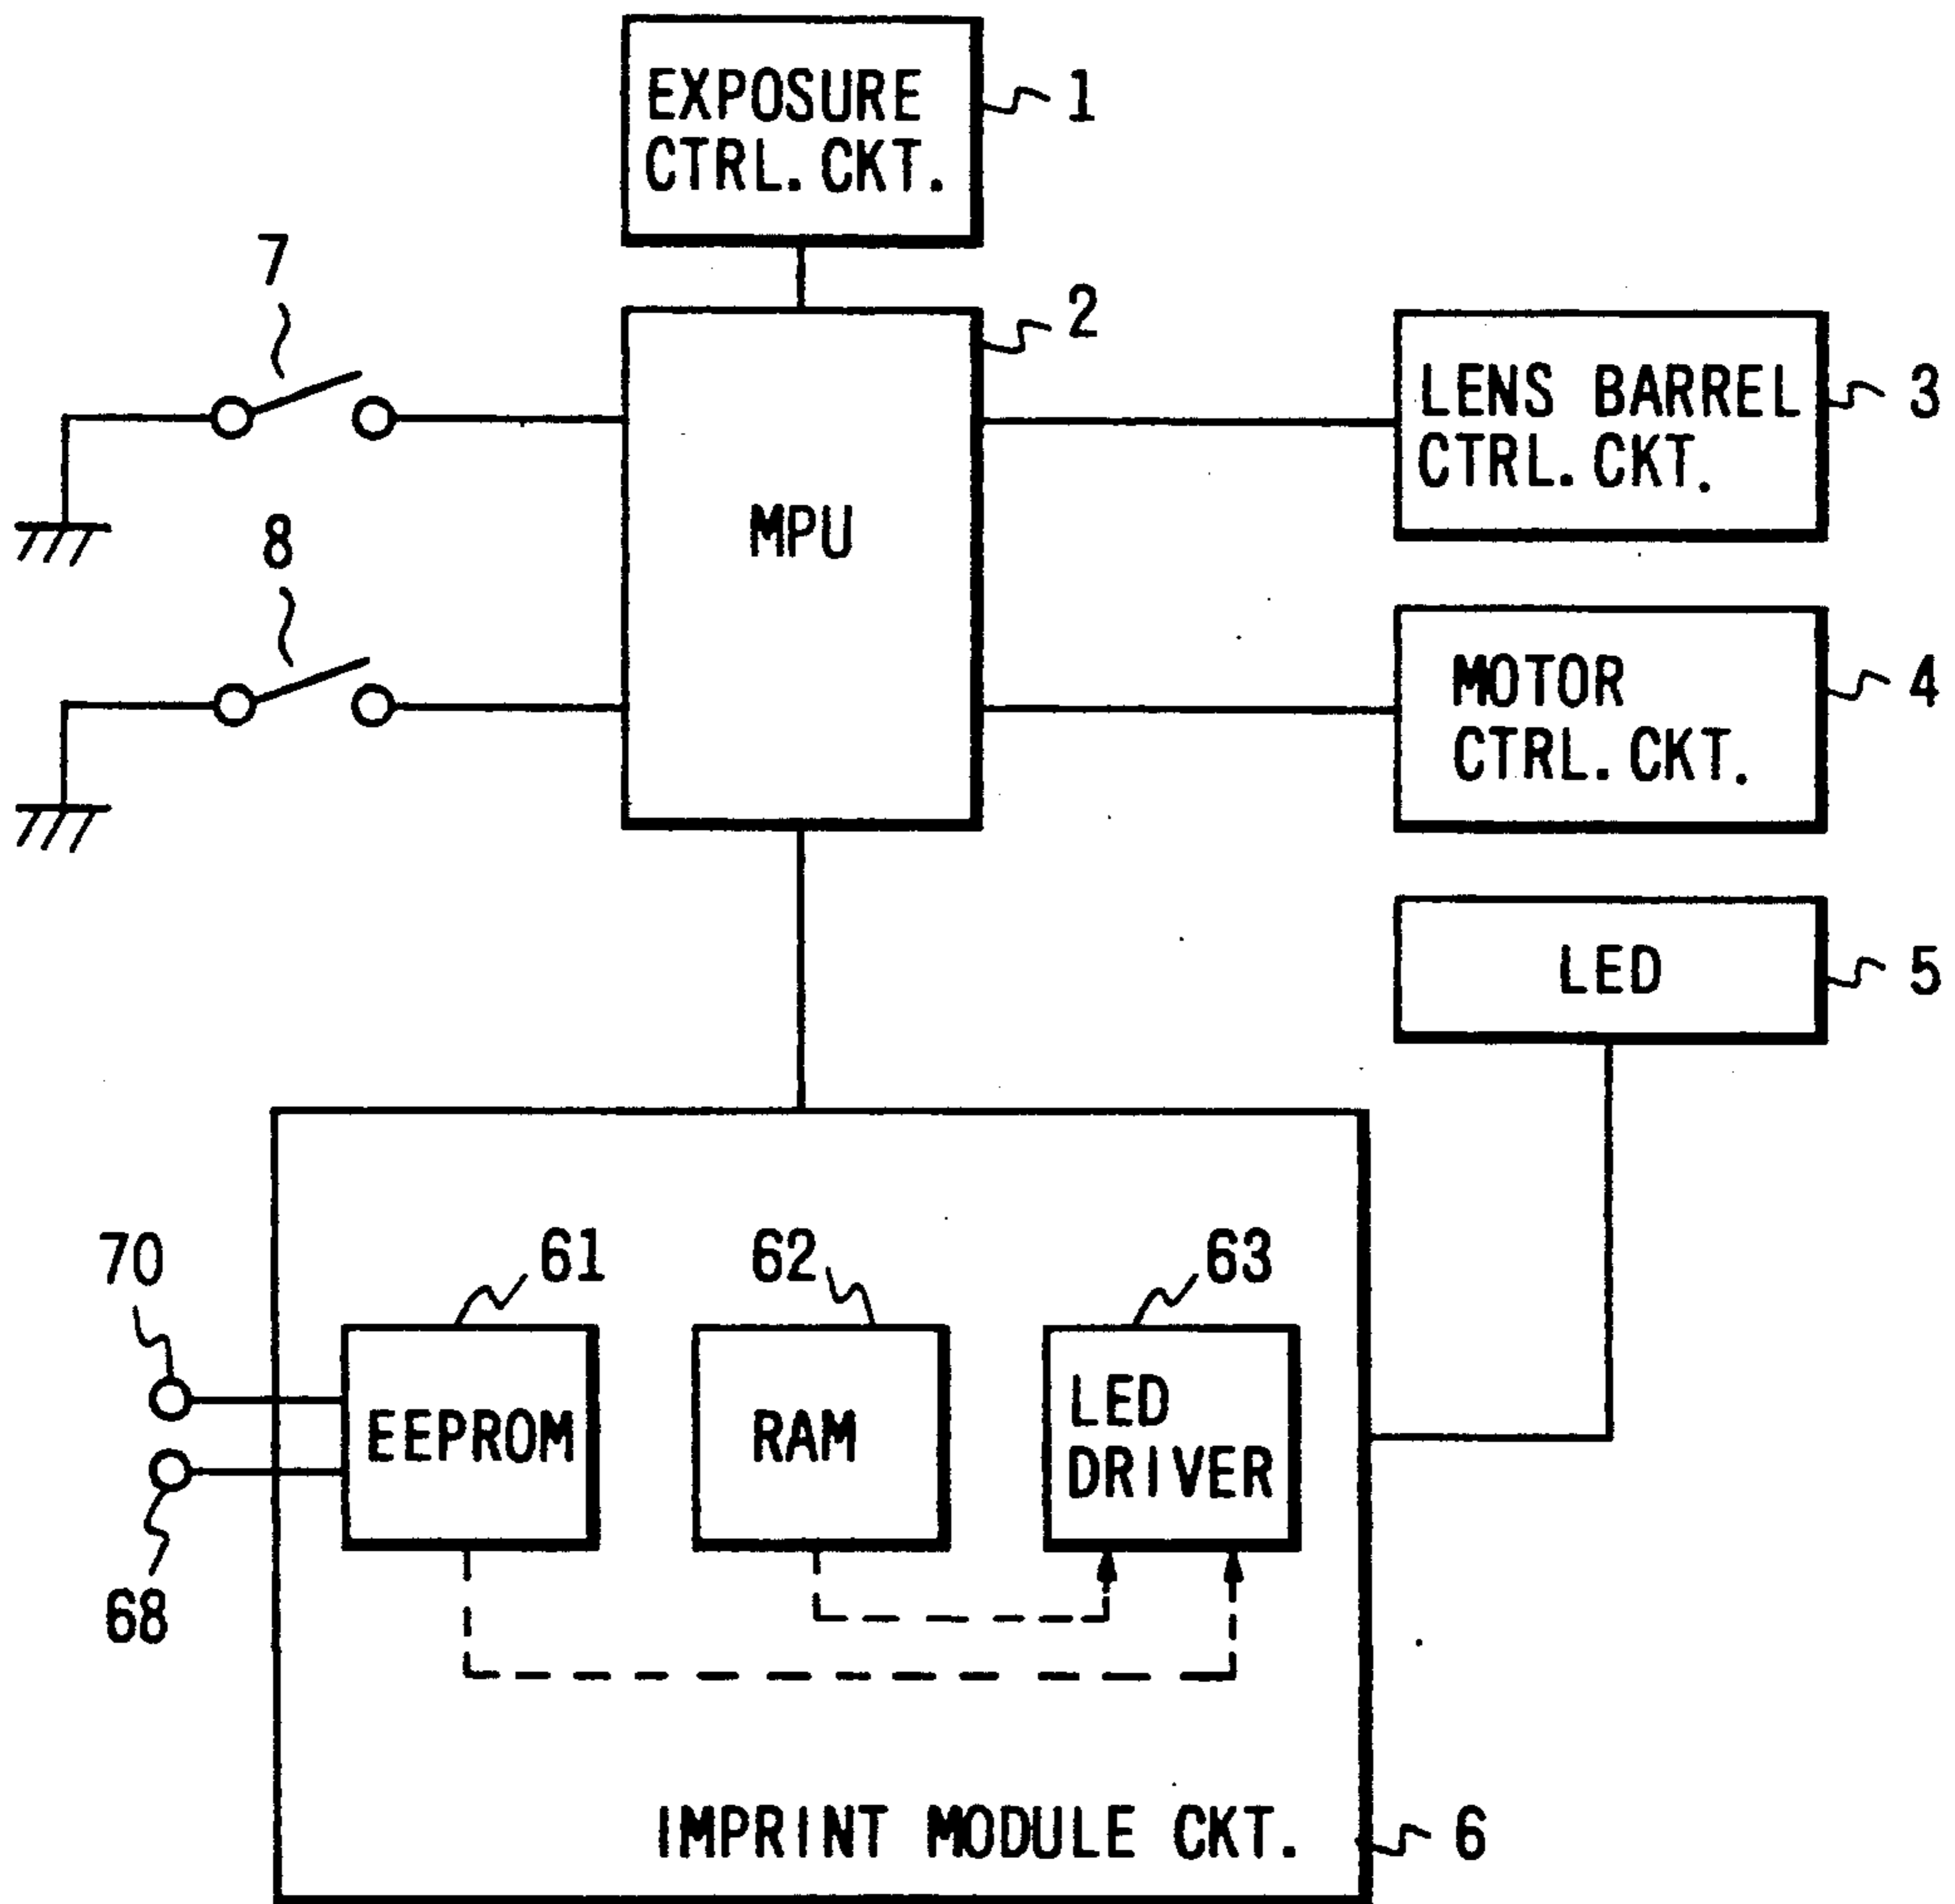 EXPOSURE
CTRL. CKT.
1
7
2
MPU
LENS BARREL
CTRL. CKT.
3
8
MOTOR
CTRL. CKT.
4
LED
5
70
61
62
63
EEPROM
RAM
LED
DRIVER
68
IMPRINT MODULE CKT.
6